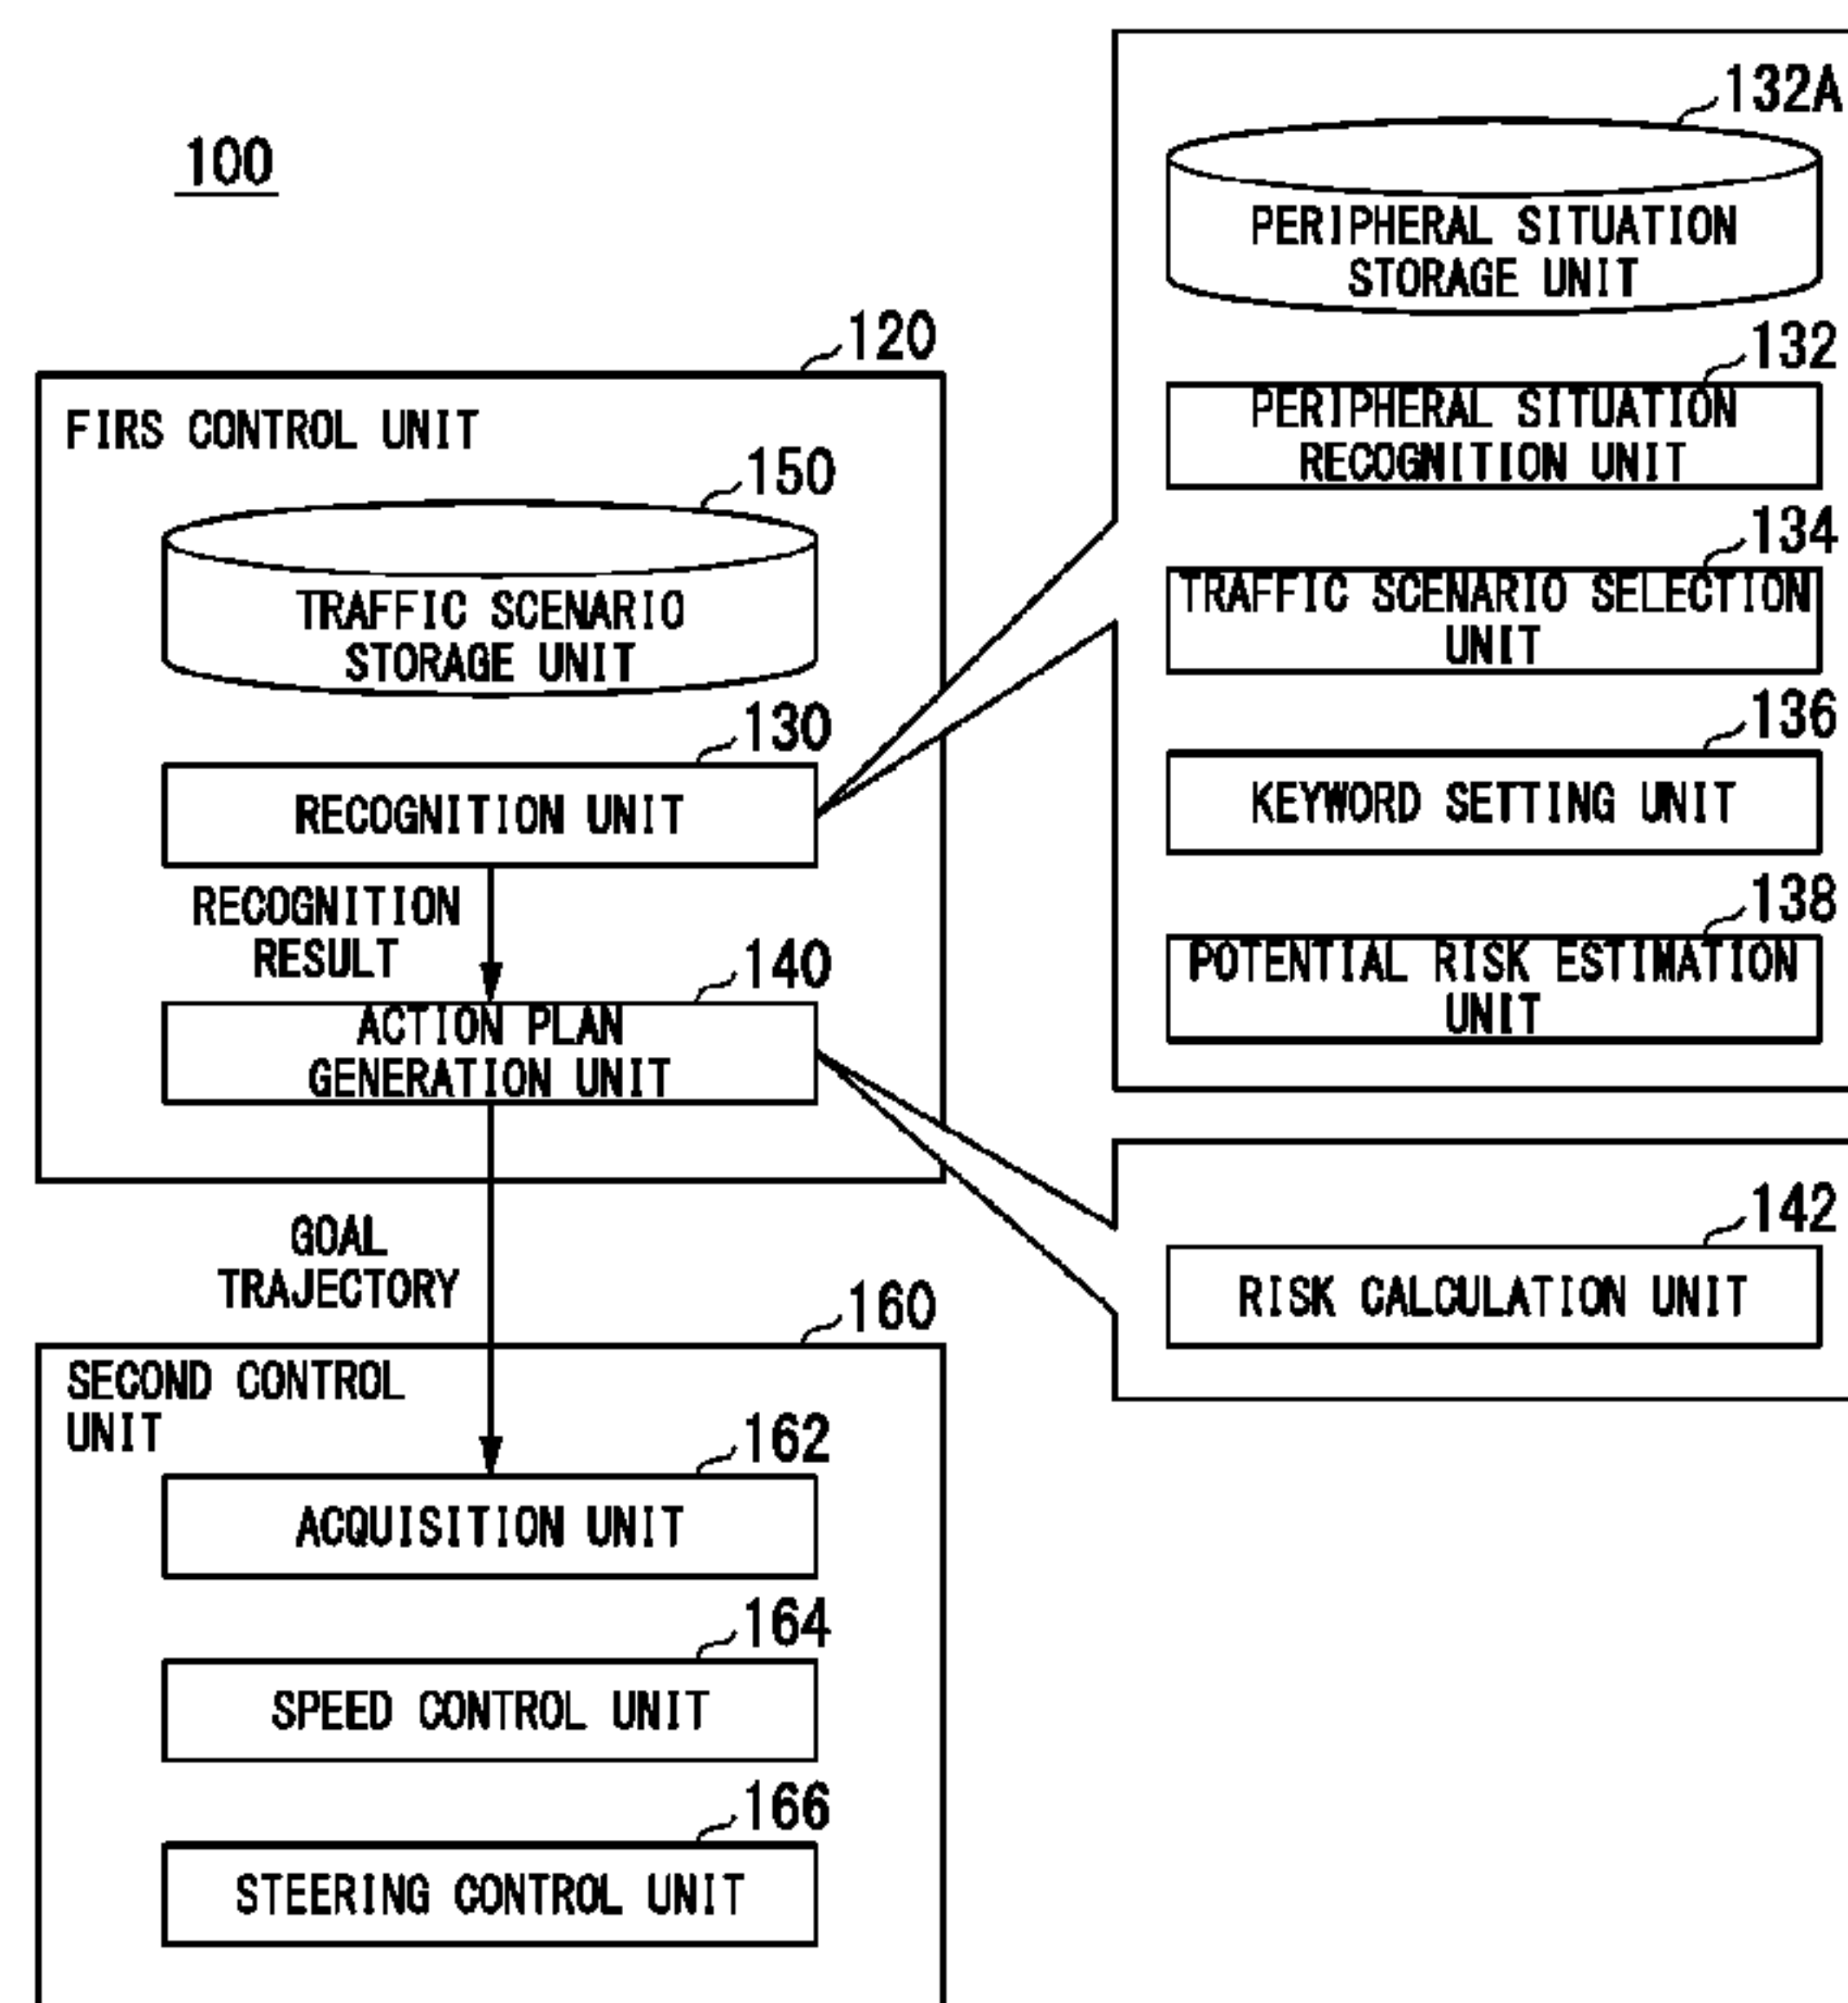 100
120
FIRS CONTROL UNIT
150
TRAFFIC SCENARIO
STORAGE UNIT
130
RECOGNITION UNIT
RECOGNITION
RESULT
140
ACTION PLAN
GENERATION UNIT
GOAL
TRAJECTORY
160
SECOND CONTROL
UNIT
162
ACQUISITION UNIT
164
SPEED CONTROL UNIT
166
STEERING CONTROL UNIT
132A
PERIPHERAL SITUATION
STORAGE UNIT
132
PERIPHERAL SITUATION
RECOGNITION UNIT
134
TRAFFIC SCENARIO SELECTION
UNIT
136
KEYWORD SETTING UNIT
138
POTENTIAL RISK ESTIMATION
UNIT
142
RISK CALCULATION UNIT